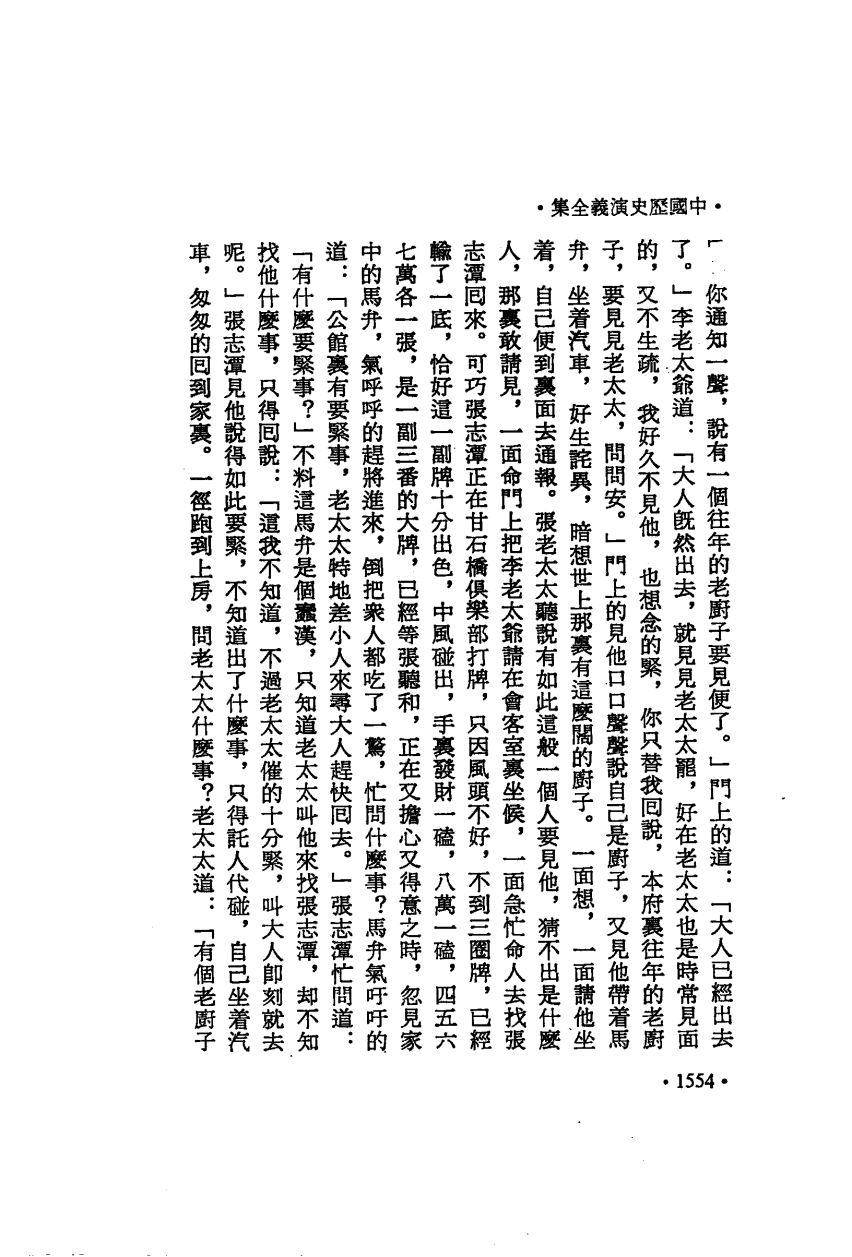 ·中國歷史演義全集·
「你通知一聲，說有一個往年的老廚子要見便了。」門上的道：「大人已經出去
了。」李老太爺道：「大人既然出去，就見見老太太罷，好在老太太也是時常見面
的，又不生疏，我好久不見他，也想念的緊，你只替我回說，本府裏往年的老廚
子，要見見老太太，問問安。」門上的見他口口聲聲說自己是廚子，又見他帶着馬
弁，坐着汽車，好生詫異，暗想世上那裏有這麼闊的廚子。一面想，一面請他坐
着，自己便到裏面去通報。張老太太聽說有如此這般一個人要見他，猜不出是什麼
人，那裏敢請見，一面命門上把李老太爺請在會客室裏坐候，一面急忙命人去找張
志潭回來。可巧張志潭正在甘石橋俱樂部打牌，只因風頭不好，不到三圈牌，已經
輸了一底，恰好這一副牌十分出色，中風碰出，手裏發財一磕，八萬一磕，四五六
七萬各一張，是一副三番的大牌，已經等張聽和，正在又擔心又得意之時，忽見家
中的馬弁，氣呼呼的趕將進來，倒把衆人都吃了一驚，忙問什麼事？馬弁氣吁吁的
道：「公館裏有要緊事，老太太特地差小人來尋大人趕快回去。」張志潭忙問道：
「有什麼要緊事？」不料這馬弁是個蠢漢，只知道老太太叫他來找張志潭，却不知
找他什麼事，只得回說：「這我不知道，不過老太太催的十分緊，叫大人卽刻就去
呢。」張志潭見他說得如此要緊，不知道出了什麼事，只得託人代碰，自己坐着汽
車，匆匆的回到家裏。一徑跑到上房，問老太太什麼事？老太太道：「有個老廚子
·1554·